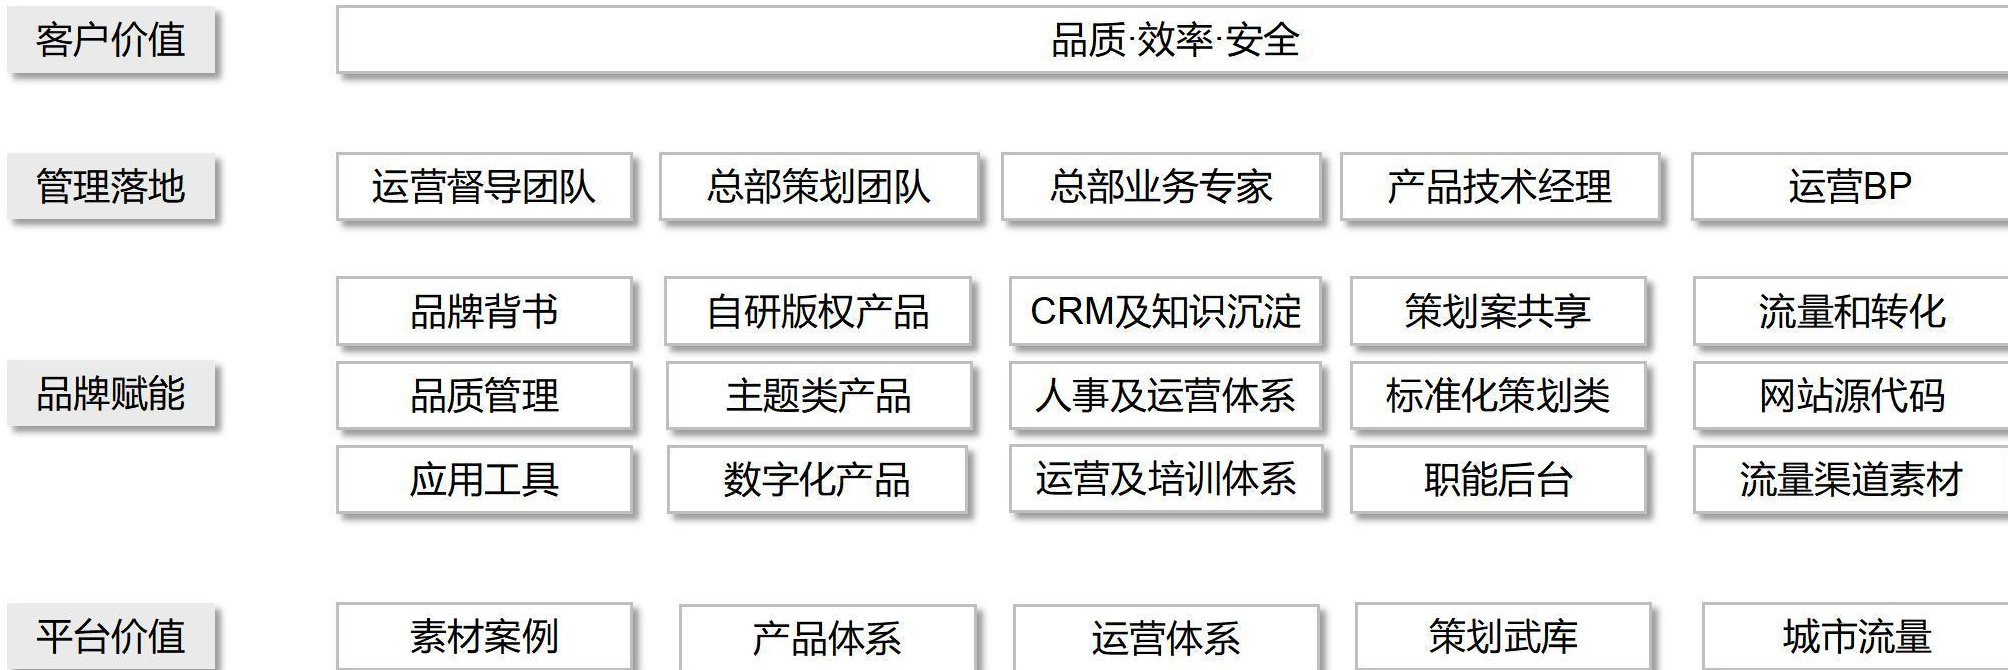 客户价值
品质·效率·安全
管理落地
运营督导团队
总部策划团队
总部业务专家
产品技术经理
运营BP
品牌赋能
品牌背书
自研版权产品
CRM及知识沉淀
策划案共享
流量和转化
品质管理
主题类产品
人事及运营体系
标准化策划类
网站源代码
应用工具
数字化产品
运营及培训体系
职能后台
流量渠道素材
平台价值
素材案例
产品体系
运营体系
策划武库
城市流量